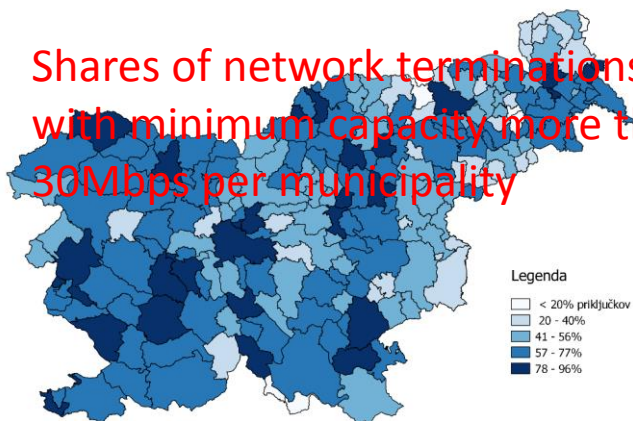 Shares of network terminations
with minimum capacity more t
30Mbps per municipality
Legenda
< 20% priključkov
20 - 40%
41 - 56%
57 - 77%
78 - 96%